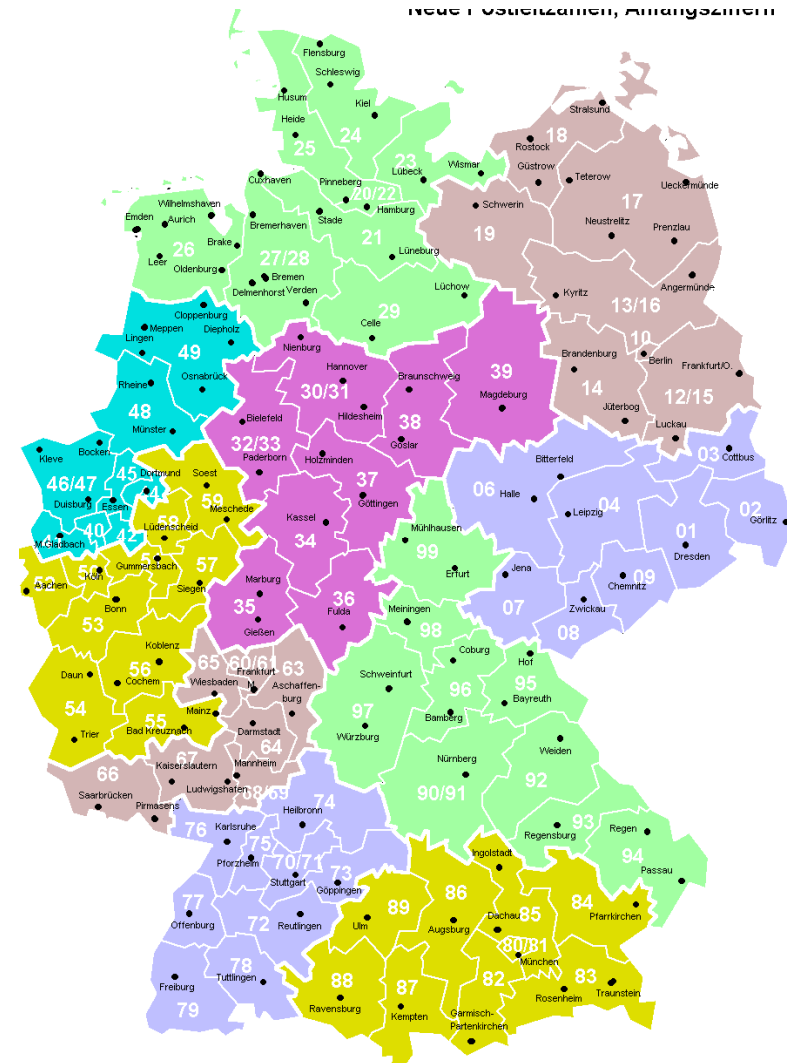 Neue Postleitzahlen, Anfangsziffern
Flensburg
Schleswig
Husum
Kiel
Heide
24
25
Stralsund
18
Rostock
23
Wismar
Güstrow
Teterow
Ueckermünde
Cuxhaven
Pinneberg
Lübeck
20/22
Hamburg
Schwerin
17
Wilhelmshaven
Emden
Aurich
Bremerhaven
Stade
19
Neustrelitz
Prenzlau
26
Brake
21
Lüneburg
Leer
Oldenburg
27/28
Bremen
Delmenhorst
Verden
Lüchow
Angermünde
Kyritz
13/16
29
Cloppenburg
Meppen
Diepholz
Lingen
Celle
Nienburg
49
10
Berlin
Brandenburg
Frankfurt/O.
Hannover
39
Rheine
Osnabrück
30/31
Braunschweig
14
12/15
48
Hildesheim
Magdeburg
Jüterbog
Münster
Bielefeld
38
Luckau
Bocken
32/33
Goslar
03
Kleve
Paderborn
Holzminden
Cottbus
Dortmund
Soest
Bitterfeld
45
46/47
37
06
Halle
04
Duisburg
Essen
59
Göttingen
02
Meschede
Leipzig
Görlitz
Lüdenscheid
58
Kassel
01
40
42
M.Gladbach
34
Mühlhausen
Dresden
99
Gummersbach
57
Köln
Aachen
Siegen
Erfurt
Jena
Chemnitz
09
Bonn
Marburg
36
35
07
Zwickau
53
Gießen
Fulda
Meiningen
98
08
Koblenz
65
60/61
63
Coburg
Hof
Daun
56
Cochem
Frankfurt
M.
Wiesbaden
Aschaffen-
burg
Schweinfurt
95
54
96
Bayreuth
Mainz
97
Bamberg
55
Bad Kreuznach
Darmstadt
Würzburg
Trier
64
Weiden
67
Kaiserslautern
Mannheim
Nürnberg
92
66
Ludwigshafen
68/69
90/91
Saarbrücken
74
Heilbronn
Pirmasens
93
76
Karlsruhe
Regensburg
Regen
75
94
Pforzheim
70/71
Ingolstadt
Passau
Stuttgart
73
Göppingen
77
86
84
Offenburg
89
Dachau
85
Pfarrkirchen
72
Reutlingen
Ulm
Augsburg
80/81
München
78
Tuttlingen
Freiburg
88
87
82
83
Traunstein
Rosenheim
79
Ravensburg
Kempten
Garmisch-
Partenkirchen